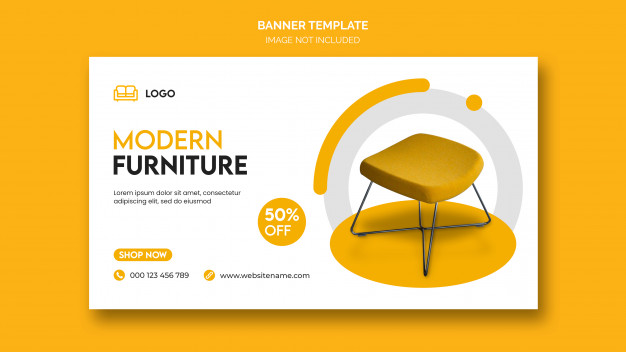 BANNER TEMPLATE
IMAGE NOT INCLUDED
LOGO
MODERN
FURNITURE
Lorem ipsum dolor sit amet, consectetur
adipiscing elit, sed do eiusmod
50%
OFF
SHOP NOW
000 123 456 789
www.websitename.com